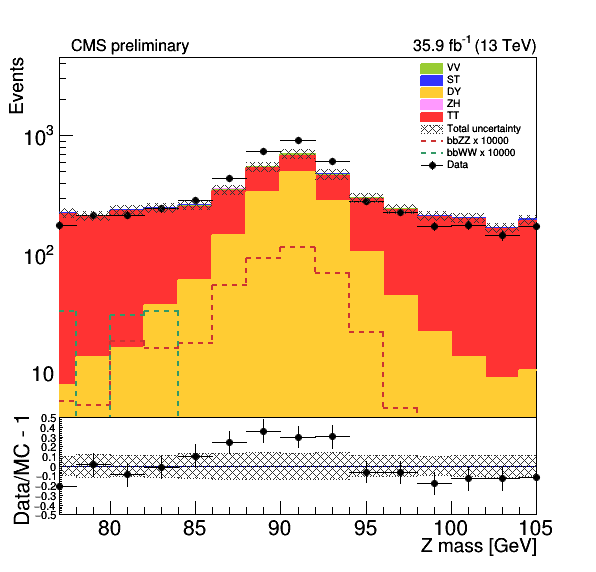 CMS preliminary 35.9 fb⁻¹ (13 TeV)
Events
10³
10²
10
VV
ST
DY
ZH
TT
Total uncertainty
bbZZ x 10000
bbWW x 10000
Data
Data/MC - 1
0.5
0.4
0.3
0.2
0.1
0
−0.1
−0.2
−0.3
−0.4
−0.5
80 85 90 95 100 105
Z mass [GeV]